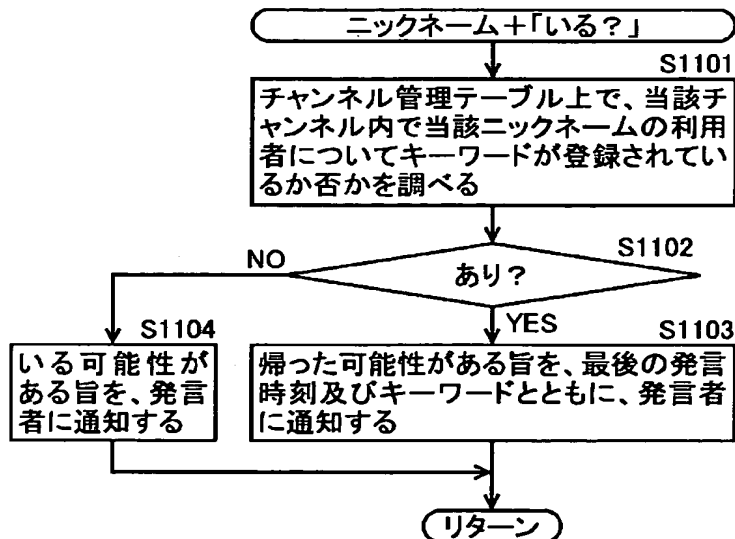 ニックネーム+「いる?」
S1101
チャンネル管理テーブル上で、当該チ
ャンネル内で当該ニックネームの利用
者についてキーワードが登録されてい
るか否かを調べる
S1102
あり?
NO
YES
S1104
いる可能性が
ある旨を、発言
者に通知する
S1103
帰った可能性がある旨を、最後の発言
時刻及びキーワードとともに、発言者
に通知する
リターン